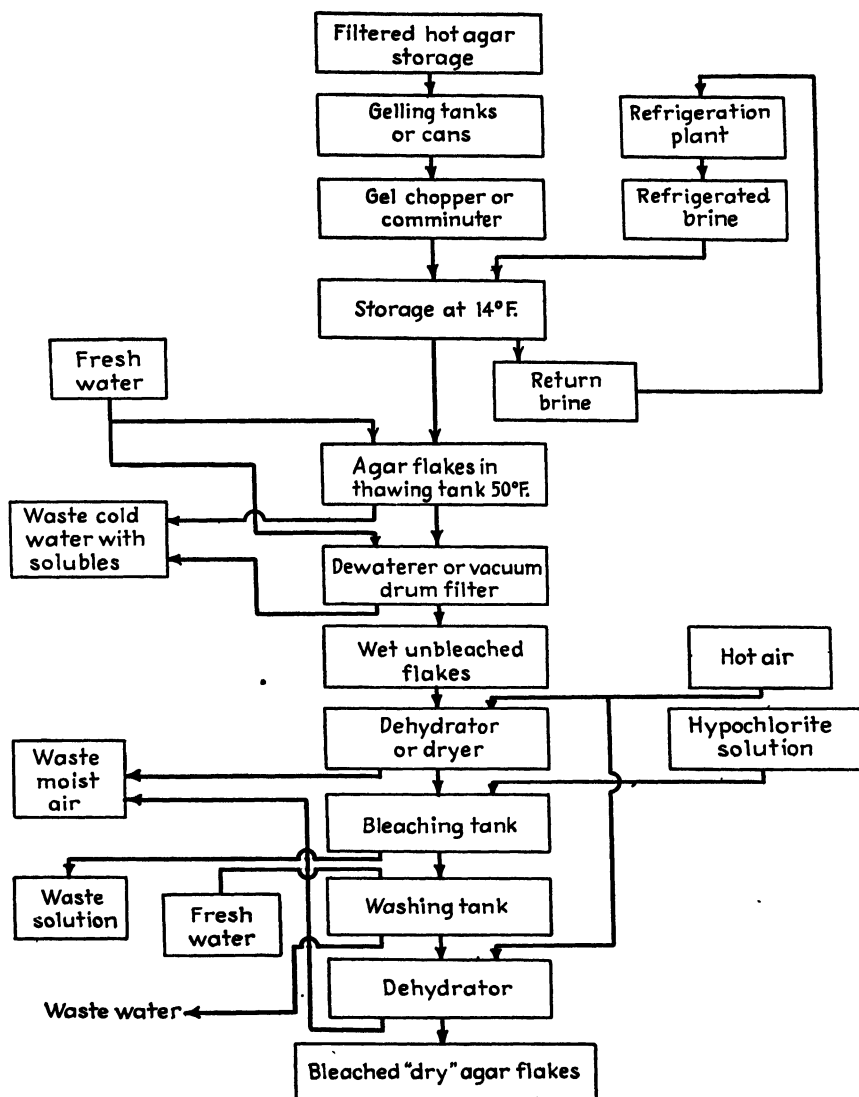 Filtered hot agar
storage
Gelling tanks
or cans
Refrigeration
plant
Gel chopper or
comminuter
Refrigerated
brine
Storage at 14°F.
Fresh
water
Return
brine
Agar flakes in
thawing tank 50°F.
Waste cold
water with
solubles
Dewaterer or vacuum
drum filter
Wet unbleached
flakes
Hot air
Dehydrator
or dryer
Hypochlorite
solution
Waste
moist
air
Bleaching tank
Waste
solution
Fresh
water
Washing tank
Dehydrator
Waste water
Bleached "dry" agar flakes